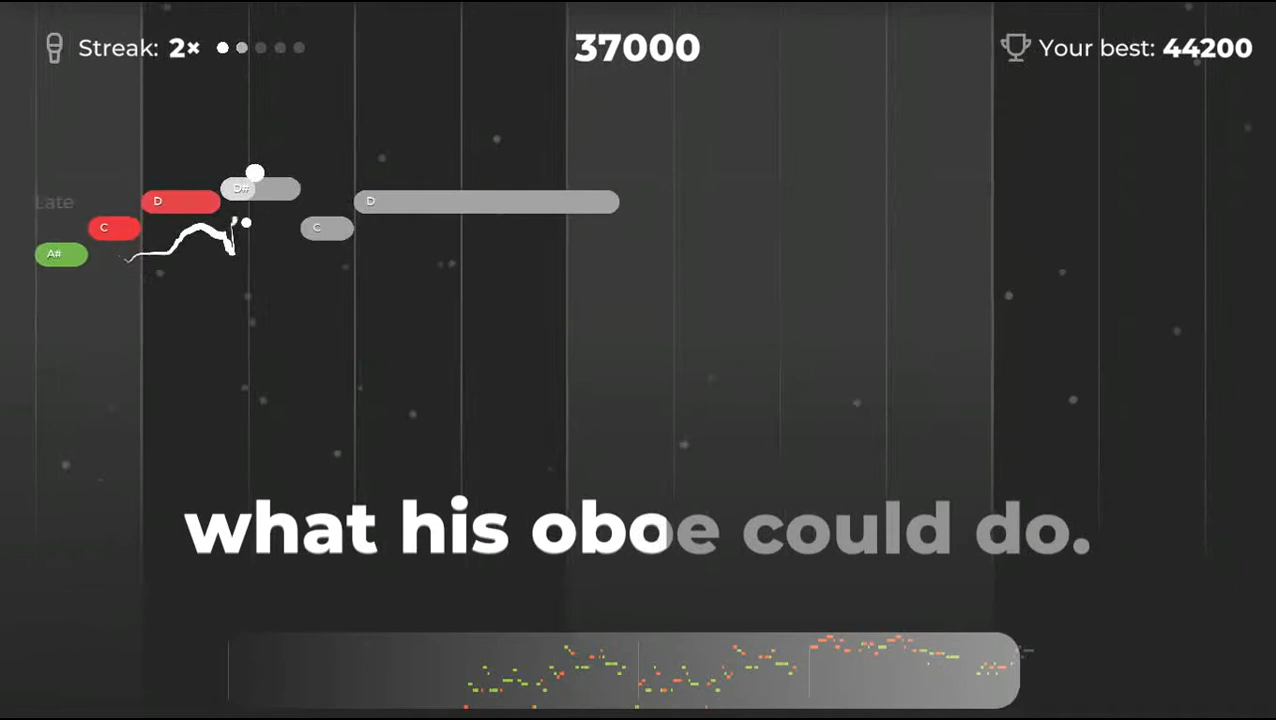 Streak: 2× 37000 Your best: 44200
Late
A# C D D# C D
what his oboe could do.